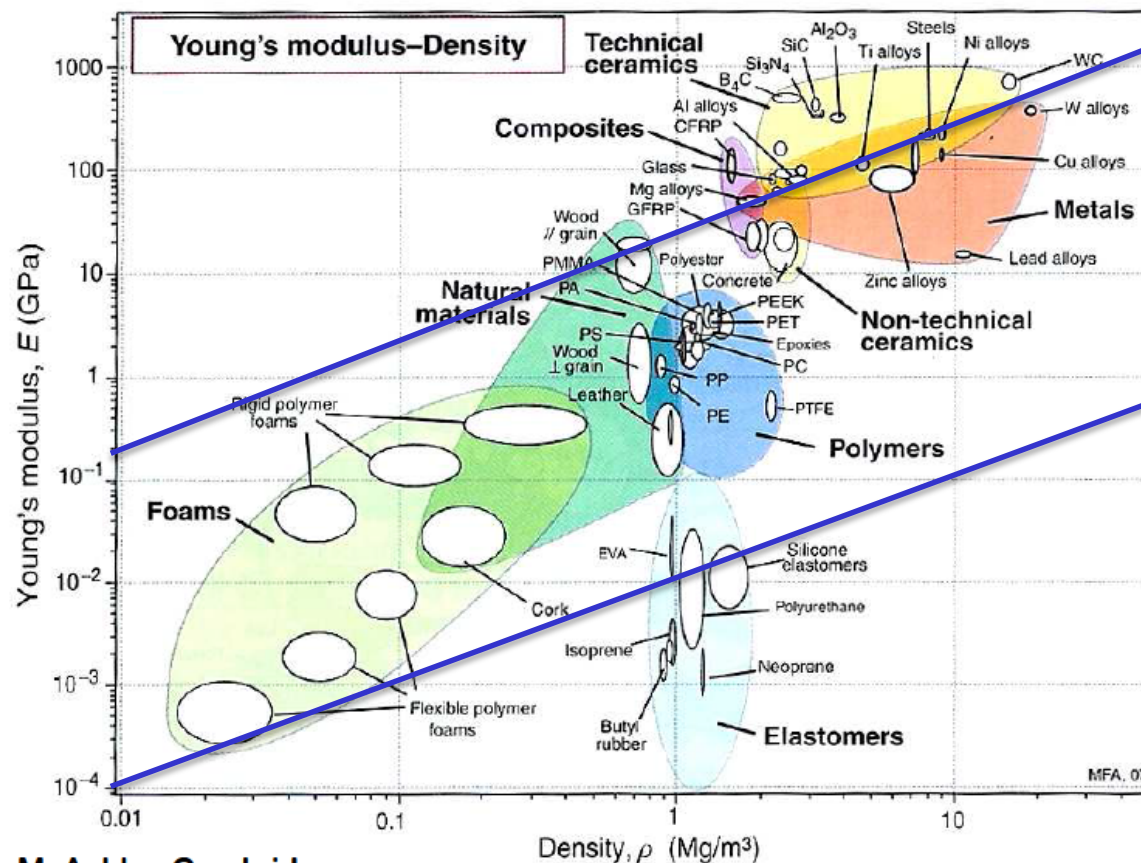 Young's modulus–Density
Technical
ceramics
Al₂O₃
SiC
Si₃N₄
B₄C
Steels
Ti alloys
Ni alloys
WC
W alloys
Al alloys
CFRP
Composites
Glass
Mg alloys
GFRP
Cu alloys
Metals
Lead alloys
Zinc alloys
Wood
// grain
PMMA
Polyester
Concrete
Natural
materials
PA
PEEK
PET
Non-technical
ceramics
PS
Epoxies
PC
Wood
⊥ grain
PP
Leather
PE
PTFE
Polymers
Rigid polymer
foams
Foams
EVA
Silicone
elastomers
Cork
Polyurethane
Isoprene
Neoprene
Flexible polymer
foams
Butyl
rubber
Elastomers
MFA, 0
Young's modulus, E (GPa)
1000
100
10
1
10⁻¹
10⁻²
10⁻³
10⁻⁴
0.01
0.1
1
10
Density, ρ (Mg/m³)